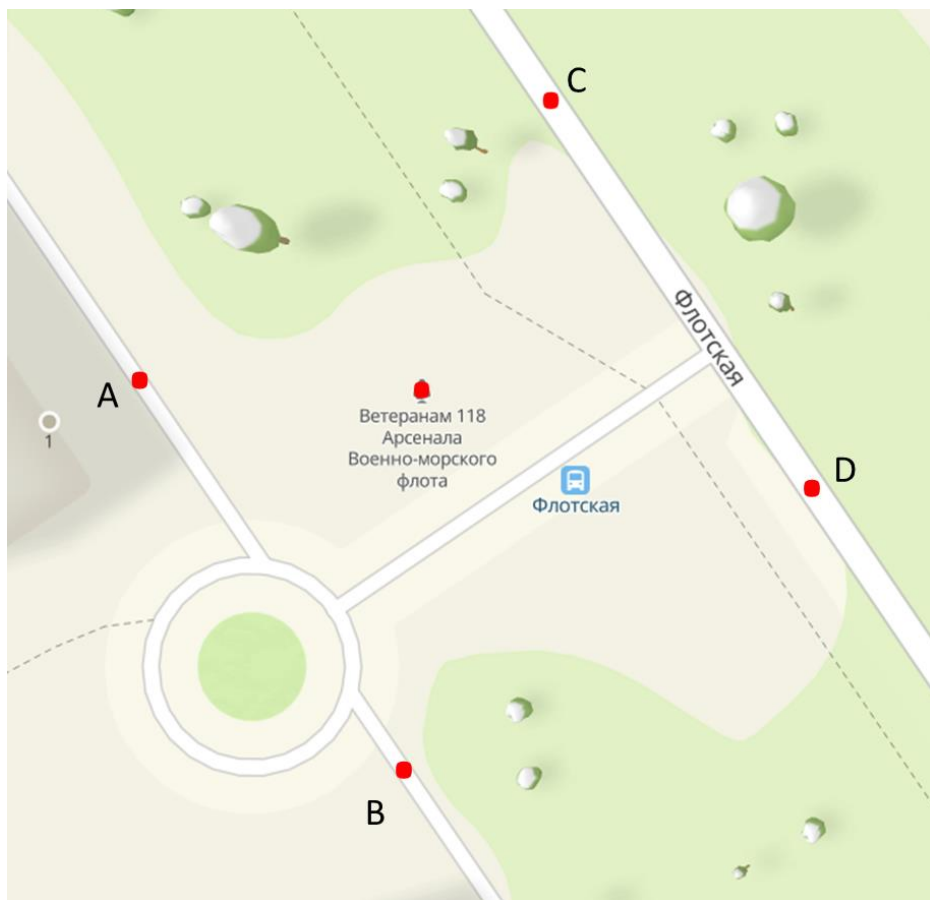 C
Флотская
A
1
Ветеранам 118
Арсенала
Военно-морского
флота
D
Флотская
B